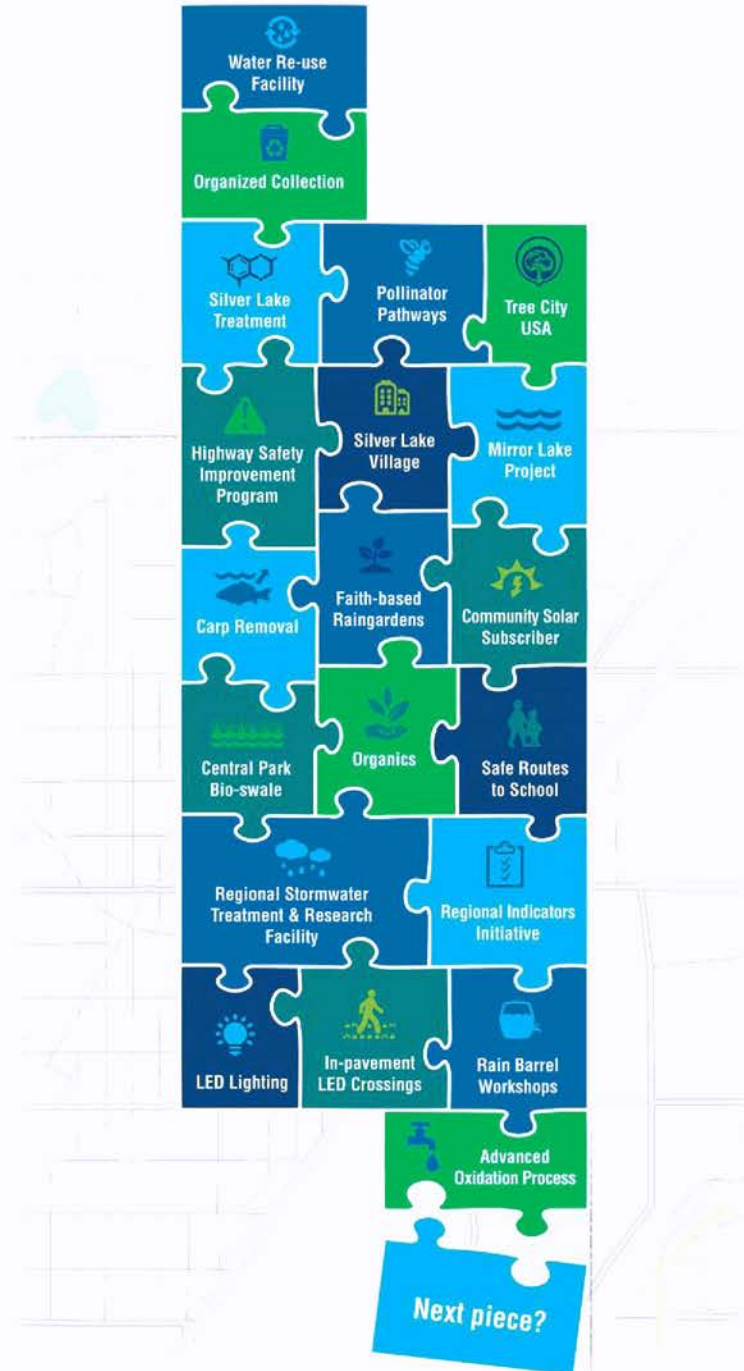 Water Re-use
Facility
Organized Collection
Silver Lake
Treatment
Pollinator
Pathways
Tree City
USA
Highway Safety
Improvement
Program
Silver Lake
Village
Mirror Lake
Project
Carp Removal
Faith-based
Raingardens
Community Solar
Subscriber
Central Park
Bio-swale
Organics
Safe Routes
to School
Regional Stormwater
Treatment & Research
Facility
Regional Indicators
Initiative
LED Lighting
In-pavement
LED Crossings
Rain Barrel
Workshops
Advanced
Oxidation Process
Next piece?